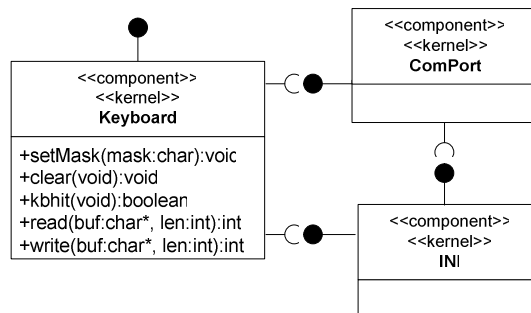 <<component>>
<<kernel>>
Keyboard
+setMask(mask:char):voic
+clear(void):void
+kbhit(void):boolean
+read(buf:char*, len:int):int
+write(buf:char*, len:int):int
<<component>>
<<kernel>>
ComPort
<<component>>
<<kernel>>
INI